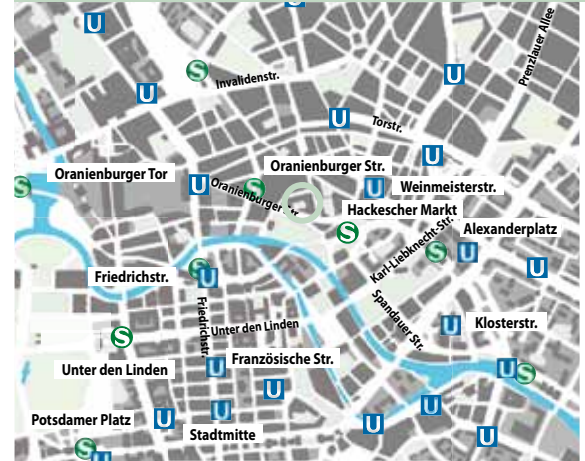 U
U
Prenzlauer Allee
S
Invalidenstr.
U
U
U
Torstr.
U
Oranienburger Str.
Oranienburger Tor
S
U
Oranienburger Str.
S
U
Weinmeisterstr.
Hackescher Markt
S
Karl-Liebknecht-Str.
Alexanderplatz
S
U
U
Friedrichstr.
S
U
Friedrichstr.
Unter den Linden
Spandauer Str.
U
Klosterstr.
S
Unter den Linden
Französische Str.
U
U
U
S
Potsdamer Platz
S
U
U
U
Stadtmitte
U
U
U